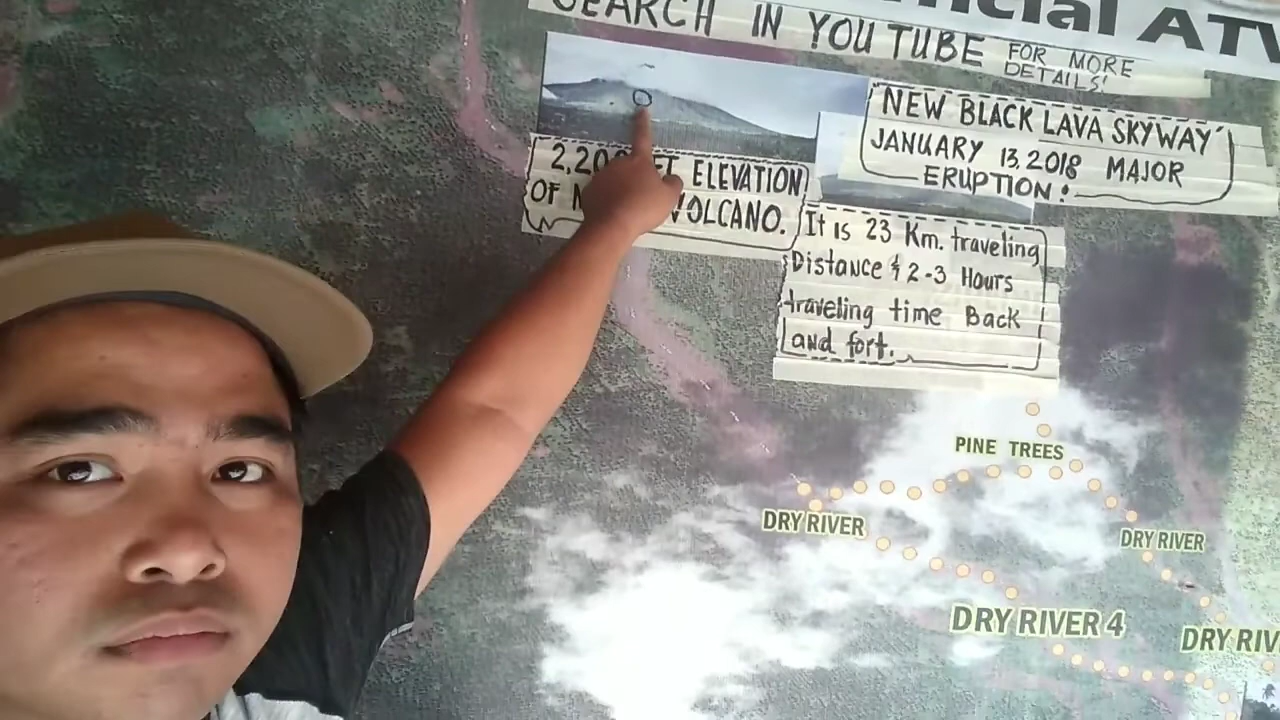 SEARCH IN YOUTUBE FOR MORE
DETAILS!
NEW BLACK LAVA SKYWAY
JANUARY 13, 2018 MAJOR
ERUPTION!
ELEVATION
OF VOLCANO.
It is 23 Km. traveling
Distance & 2-3 Hours
traveling time Back
and fort.
PINE TREES
DRY RIVER
DRY RIVER
DRY RIVER 4
DRY RIV